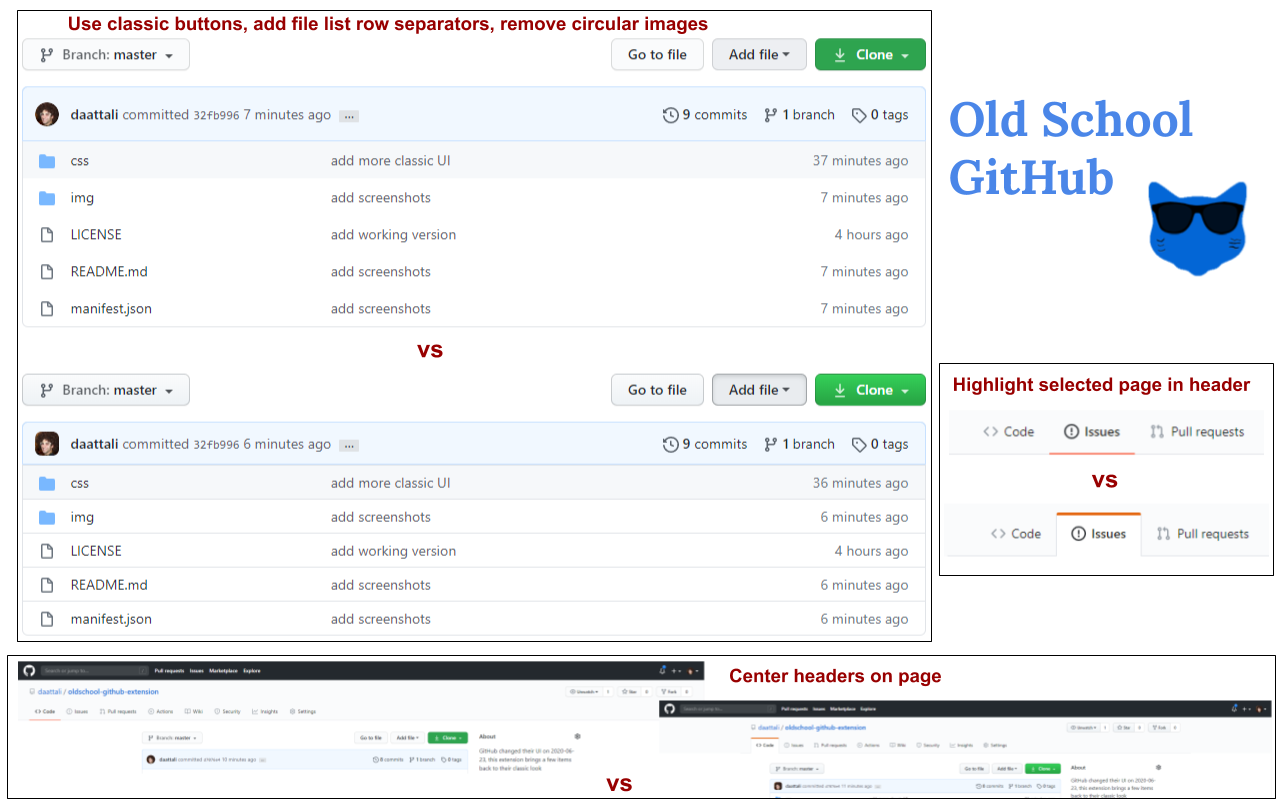 Use classic buttons, add file list row separators, remove circular images
Branch: master
Go to file
Add file
Clone
daattali committed 32fb996 7 minutes ago ...
9 commits
1 branch
0 tags
css add more classic UI 37 minutes ago
img add screenshots 7 minutes ago
LICENSE add working version 4 hours ago
README.md add screenshots 7 minutes ago
manifest.json add screenshots 7 minutes ago
vs
Branch: master
Go to file
Add file
Clone
daattali committed 32fb996 6 minutes ago ...
9 commits
1 branch
0 tags
css add more classic UI 36 minutes ago
img add screenshots 6 minutes ago
LICENSE add working version 4 hours ago
README.md add screenshots 6 minutes ago
manifest.json add screenshots 6 minutes ago
Old School
GitHub
Highlight selected page in header
<> Code Issues Pull requests
vs
<> Code Issues Pull requests
Center headers on page
Search or jump to...
Pull requests Issues Marketplace Explore
daattali / oldschool-github-extension
Unwatch 1 Star 0 Fork 0
<> Code Issues Pull requests Actions Wiki Security Insights Settings
Branch: master
Go to file Add file Clone
About
daattali committed 10 minutes ago
9 commits 1 branch 0 tags
GitHub changed their UI on 2020-06-
23, this extension brings a few items
back to their classic look
vs
Search or jump to...
Pull requests Issues Marketplace Explore
daattali / oldschool-github-extension
Unwatch 1 Star 0 Fork 0
<> Code Issues Pull requests Actions Wiki Security Insights Settings
Branch: master
Go to file Add file Clone
About
daattali committed 11 minutes ago
9 commits 1 branch 0 tags
GitHub changed their UI on 2020-06-
23, this extension brings a few items
back to their classic look